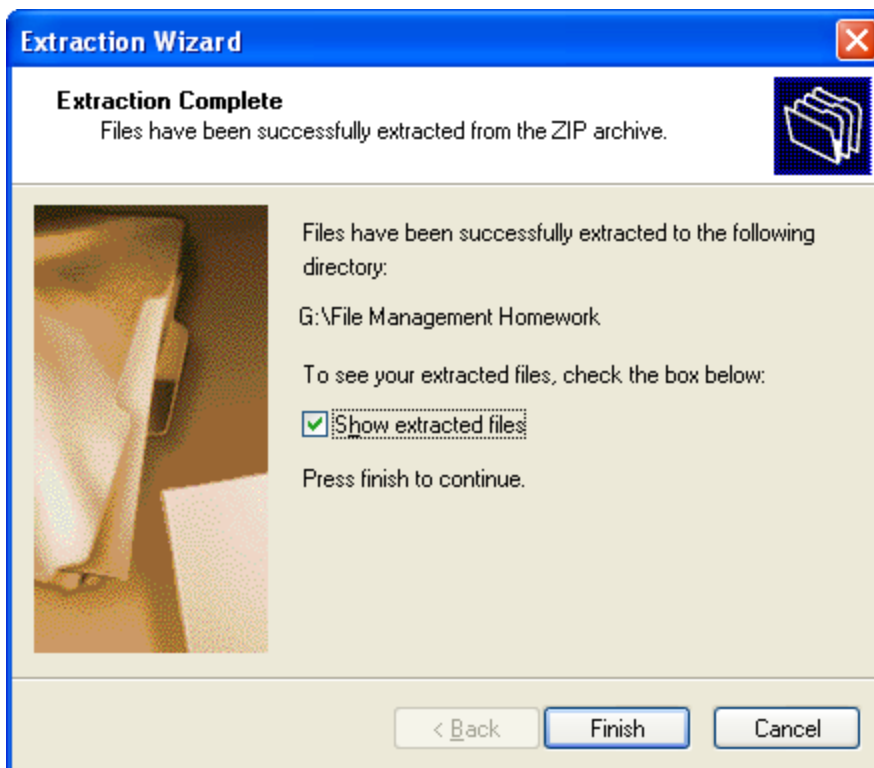 Extraction Wizard
Extraction Complete
Files have been successfully extracted from the ZIP archive.
Files have been successfully extracted to the following
directory:
G:\File Management Homework
To see your extracted files, check the box below:
Show extracted files
Press finish to continue.
< Back Finish Cancel